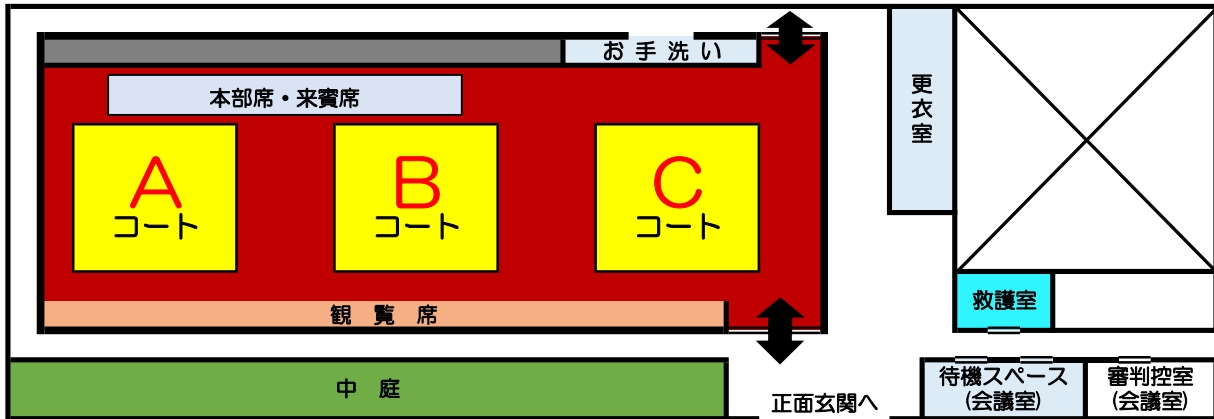 お手洗い
本部席・来賓席
更衣室
A
コート
B
コート
C
コート
救護室
観覧席
中庭
正面玄関へ
待機スペース
(会議室)
審判控室
(会議室)